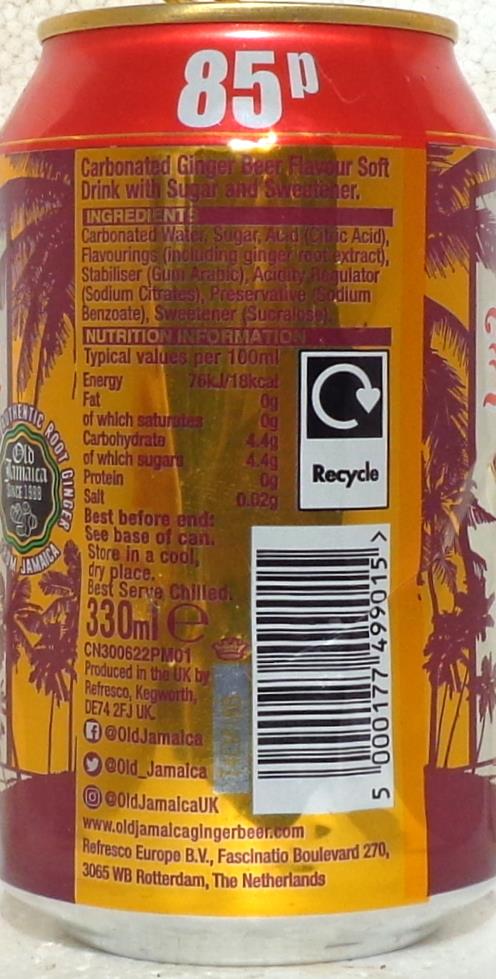 85p
Carbonated Ginger Beer Flavour Soft
Drink with Sugar and Sweetener.
INGREDIENTS
Carbonated Water, Sugar, Acid (Citric Acid),
Flavourings (including ginger root extract),
Stabiliser (Gum Arabic), Acidity Regulator
(Sodium Citrates), Preservative (Sodium
Benzoate), Sweetener (Sucralose).
NUTRITION INFORMATION
Typical values per 100ml
Energy 76kJ/18kcal
Fat 0g
of which saturates 0g
Carbohydrate 4.4g
of which sugars 4.4g
Protein 0g
Salt 0.02g
Recycle
AUTHENTIC ROOT GINGER
Old
Jamaica
SINCE 1988
FROM JAMAICA
Best before end:
See base of can.
Store in a cool,
dry place.
Best Serve Chilled.
330ml e
CN300622PM01
Produced in the UK by
Refresco, Kegworth,
DE74 2FJ UK.
@OldJamaica
@Old_Jamaica
@OldJamaicaUK
www.oldjamaicagingerbeer.com
Refresco Europe B.V., Fascinatio Boulevard 270,
3065 WB Rotterdam, The Netherlands
5 000177 499015 >